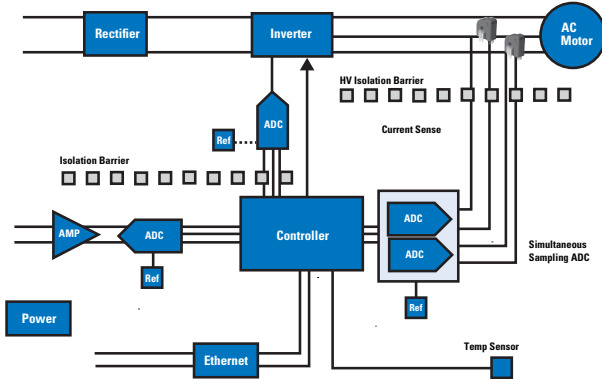 Rectifier
Inverter
AC
Motor
HV Isolation Barrier
ADC
Ref
Current Sense
Isolation Barrier
AMP
ADC
Controller
ADC
ADC
Simultaneous
Sampling ADC
Ref
Ref
Power
Ethernet
Temp Sensor